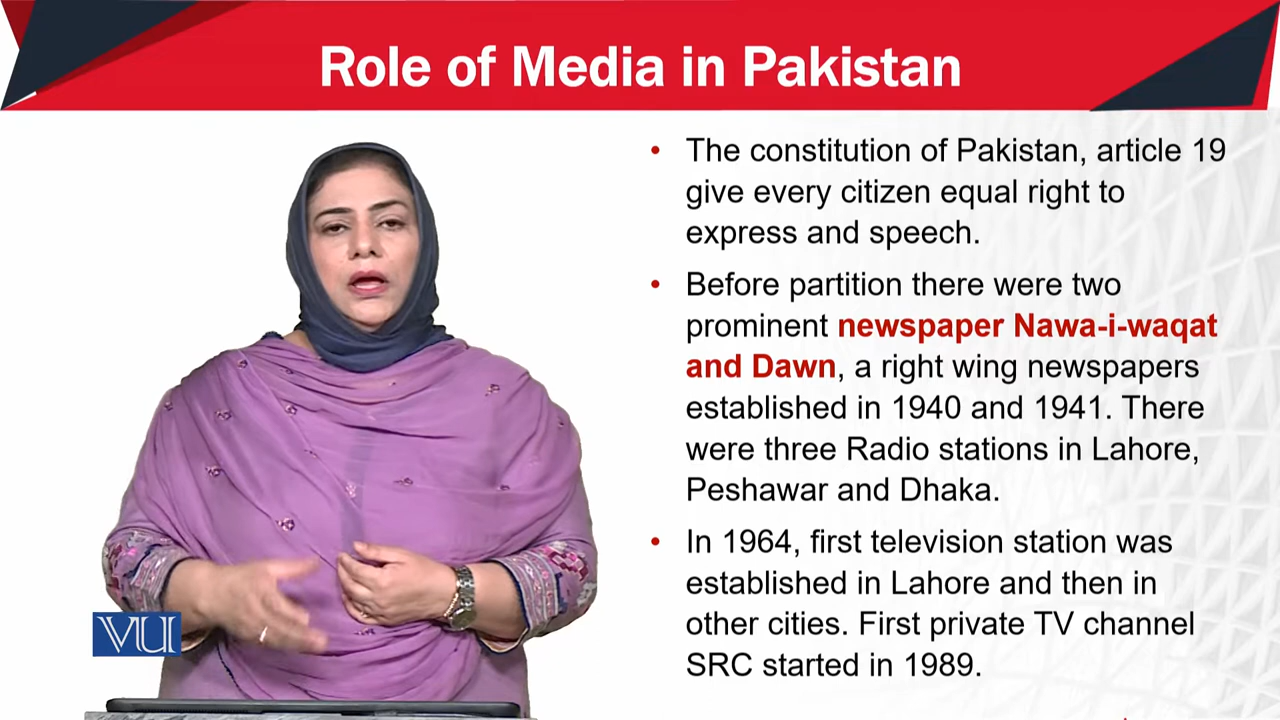 Role of Media in Pakistan
• The constitution of Pakistan, article 19
give every citizen equal right to
express and speech.
• Before partition there were two
prominent newspaper Nawa-i-waqat
and Dawn, a right wing newspapers
established in 1940 and 1941. There
were three Radio stations in Lahore,
Peshawar and Dhaka.
• In 1964, first television station was
established in Lahore and then in
other cities. First private TV channel
SRC started in 1989.
VU